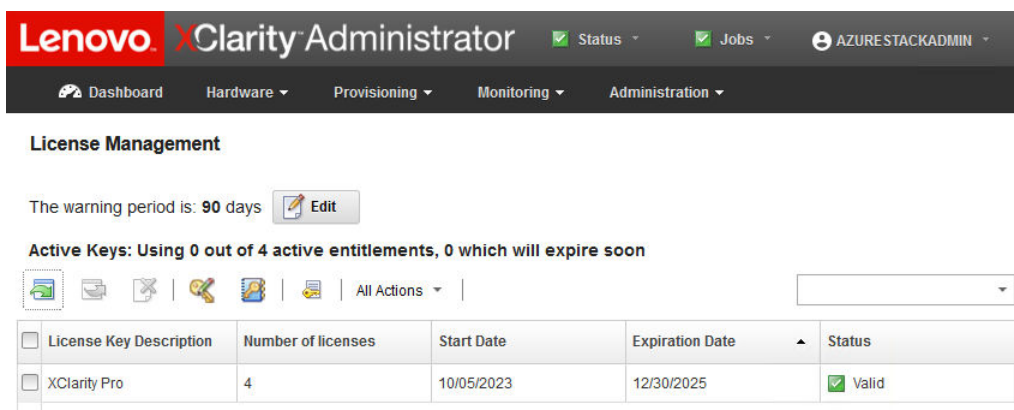 Lenovo. XClarity Administrator Status Jobs AZURESTACKADMIN
Dashboard Hardware Provisioning Monitoring Administration
License Management
The warning period is: 90 days Edit
Active Keys: Using 0 out of 4 active entitlements, 0 which will expire soon
All Actions
License Key Description Number of licenses Start Date Expiration Date Status
XClarity Pro 4 10/05/2023 12/30/2025 Valid